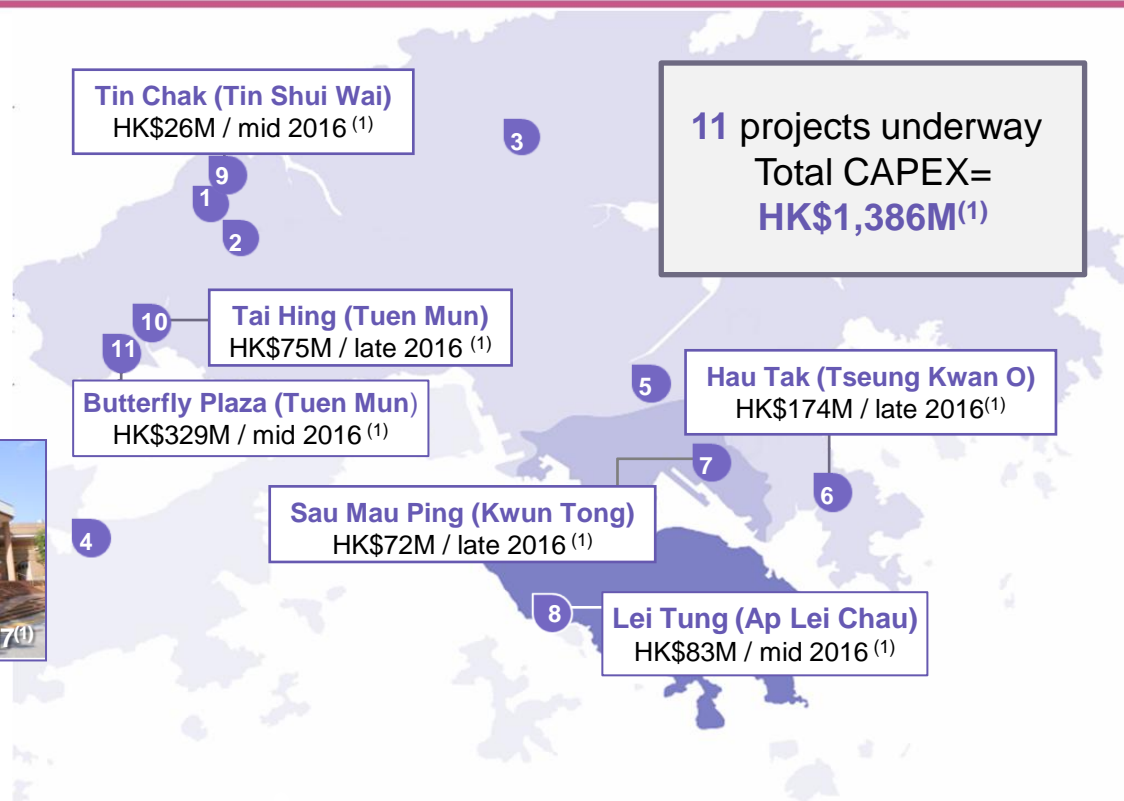 Tin Chak (Tin Shui Wai)
HK$26M / mid 2016 (1)
11 projects underway
Total CAPEX=
HK$1,386M(1)
3
9
1
2
10
Tai Hing (Tuen Mun)
HK$75M / late 2016 (1)
11
Butterfly Plaza (Tuen Mun)
HK$329M / mid 2016 (1)
5
Hau Tak (Tseung Kwan O)
HK$174M / late 2016(1)
7
6
Sau Mau Ping (Kwun Tong)
HK$72M / late 2016 (1)
4
8
Lei Tung (Ap Lei Chau)
HK$83M / mid 2016 (1)
7(1)